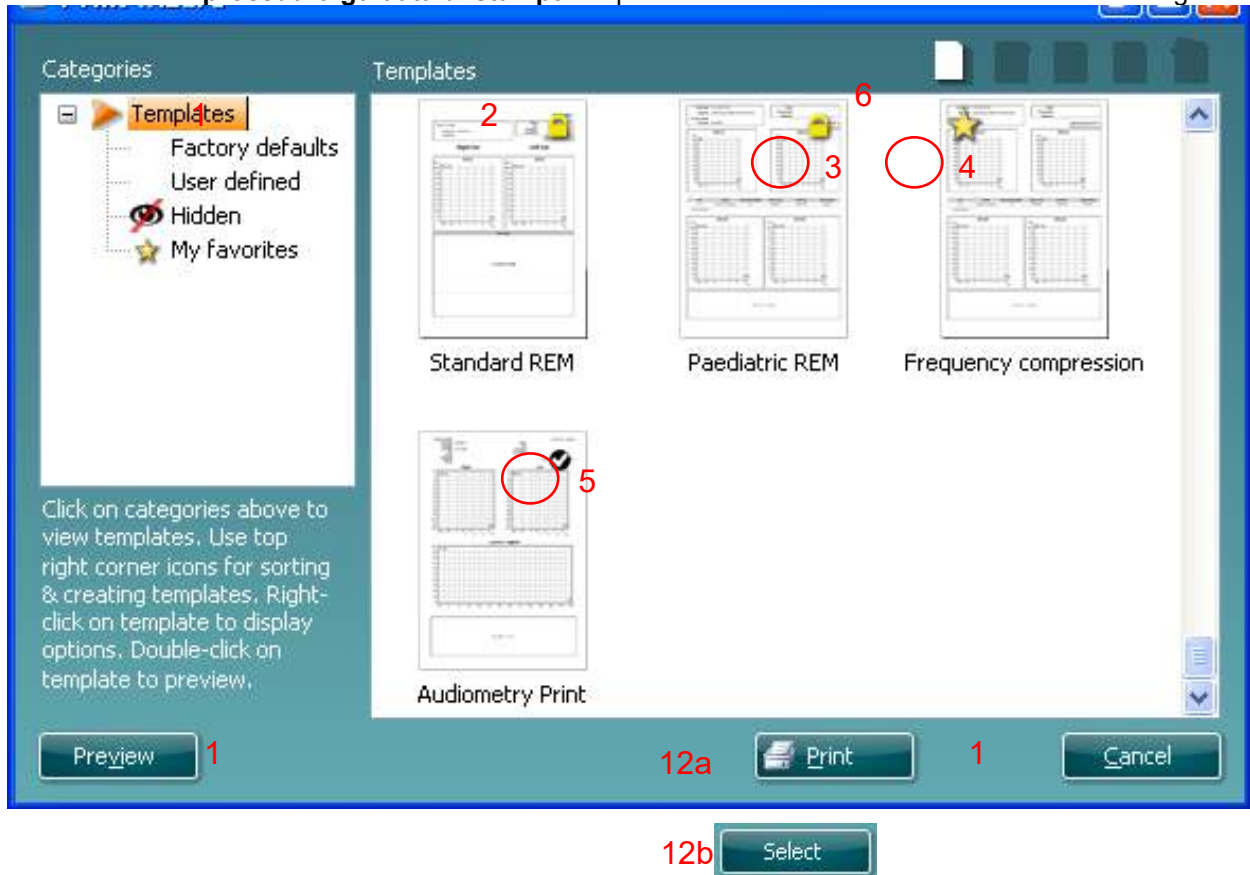 Categories
Templates
1
Templates
Factory defaults
User defined
Hidden
My favorites
2
3
6
4
Standard REM
Paediatric REM
Frequency compression
5
Audiometry Print
Click on categories above to
view templates. Use top
right corner icons for sorting
& creating templates. Right-
click on template to display
options. Double-click on
template to preview.
Preview
1
12a
Print
1
Cancel
12b
Select